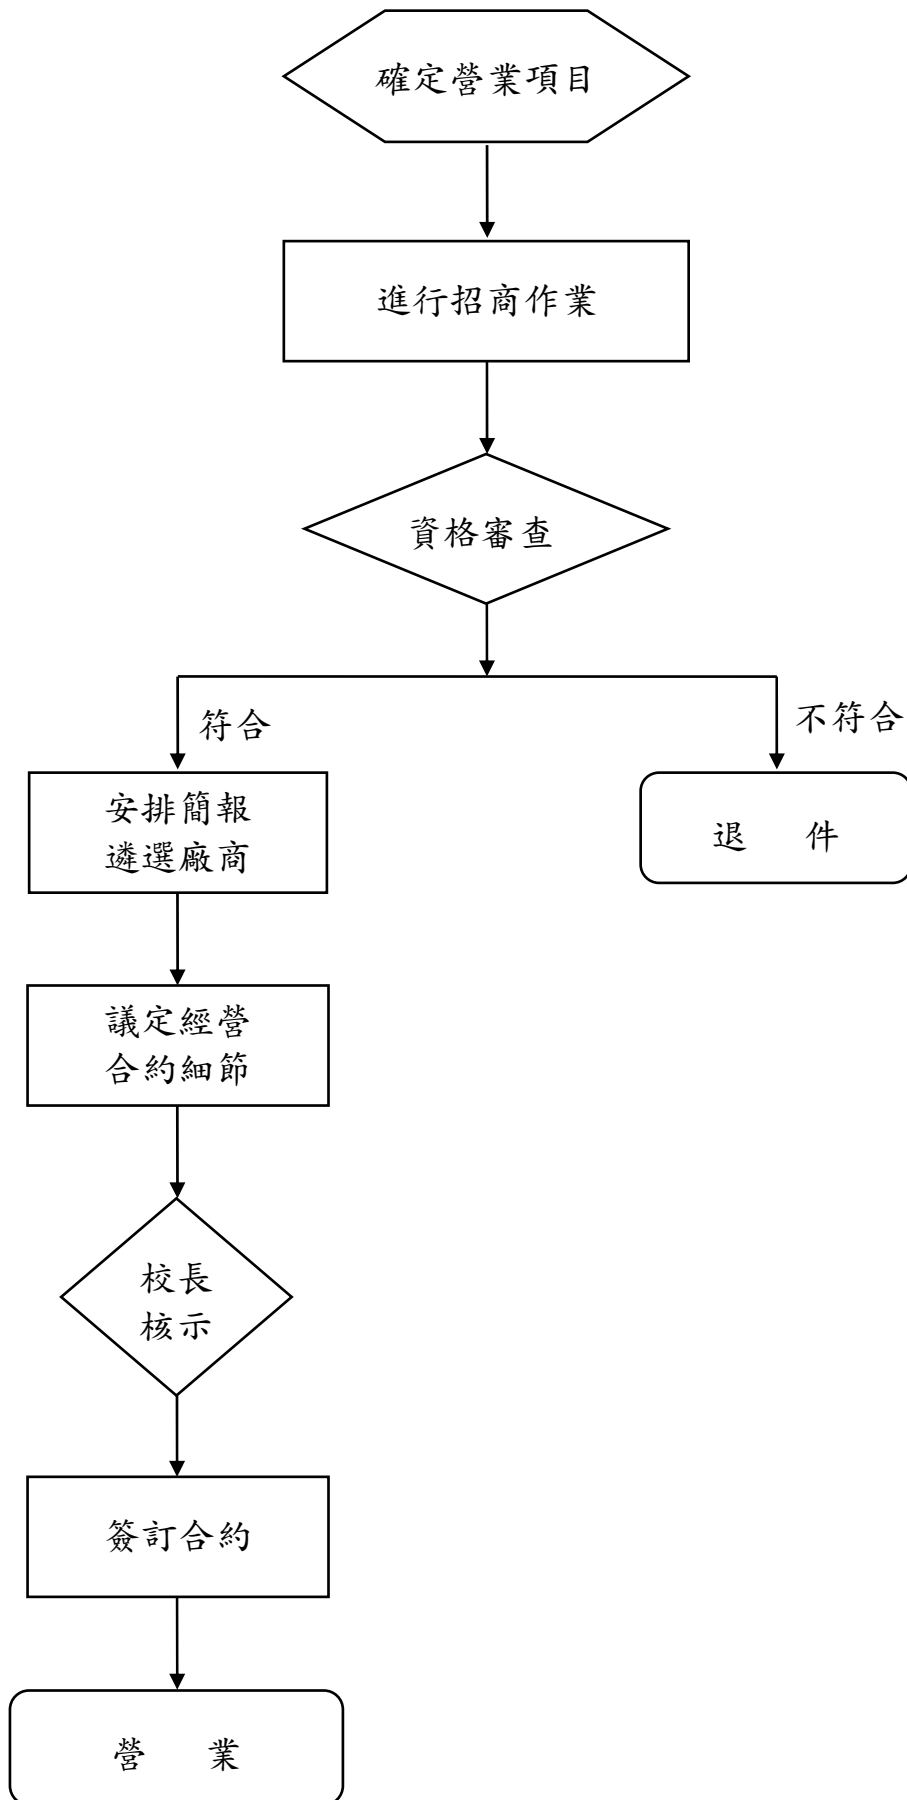 確定營業項目
進行招商作業
資格審查
符合
不符合
安排簡報
遴選廠商
退 件
議定經營
合約細節
校長
核示
簽訂合約
營 業